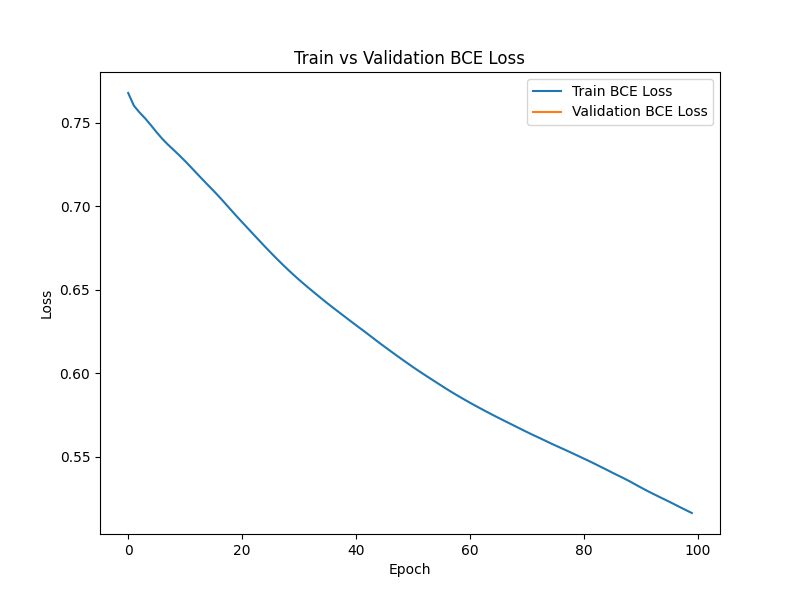 Train vs Validation BCE Loss
Train BCE Loss
Validation BCE Loss
Loss
0.75
0.70
0.65
0.60
0.55
0 20 40 60 80 100
Epoch